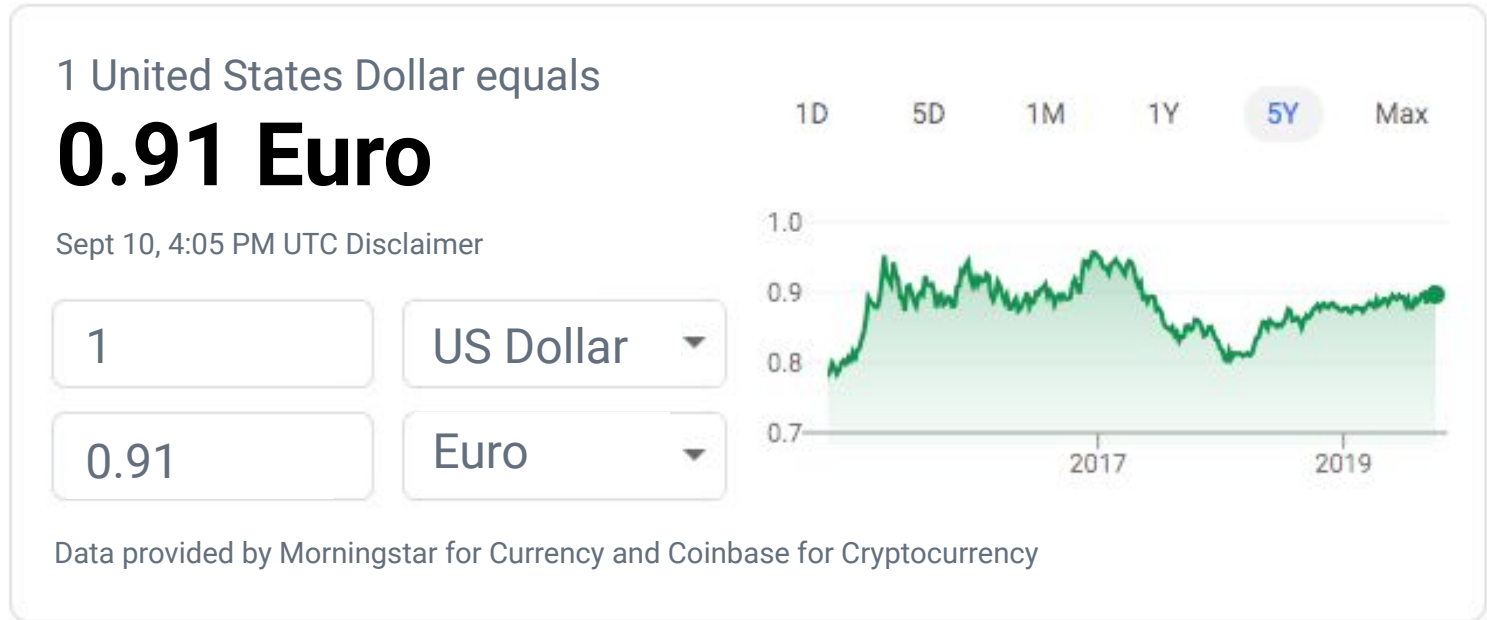 1 United States Dollar equals
0.91 Euro
Sept 10, 4:05 PM UTC Disclaimer
1
US Dollar
0.91
Euro
1D 5D 1M 1Y 5Y Max
1.0
0.9
0.8
0.7
2017 2019
Data provided by Morningstar for Currency and Coinbase for Cryptocurrency